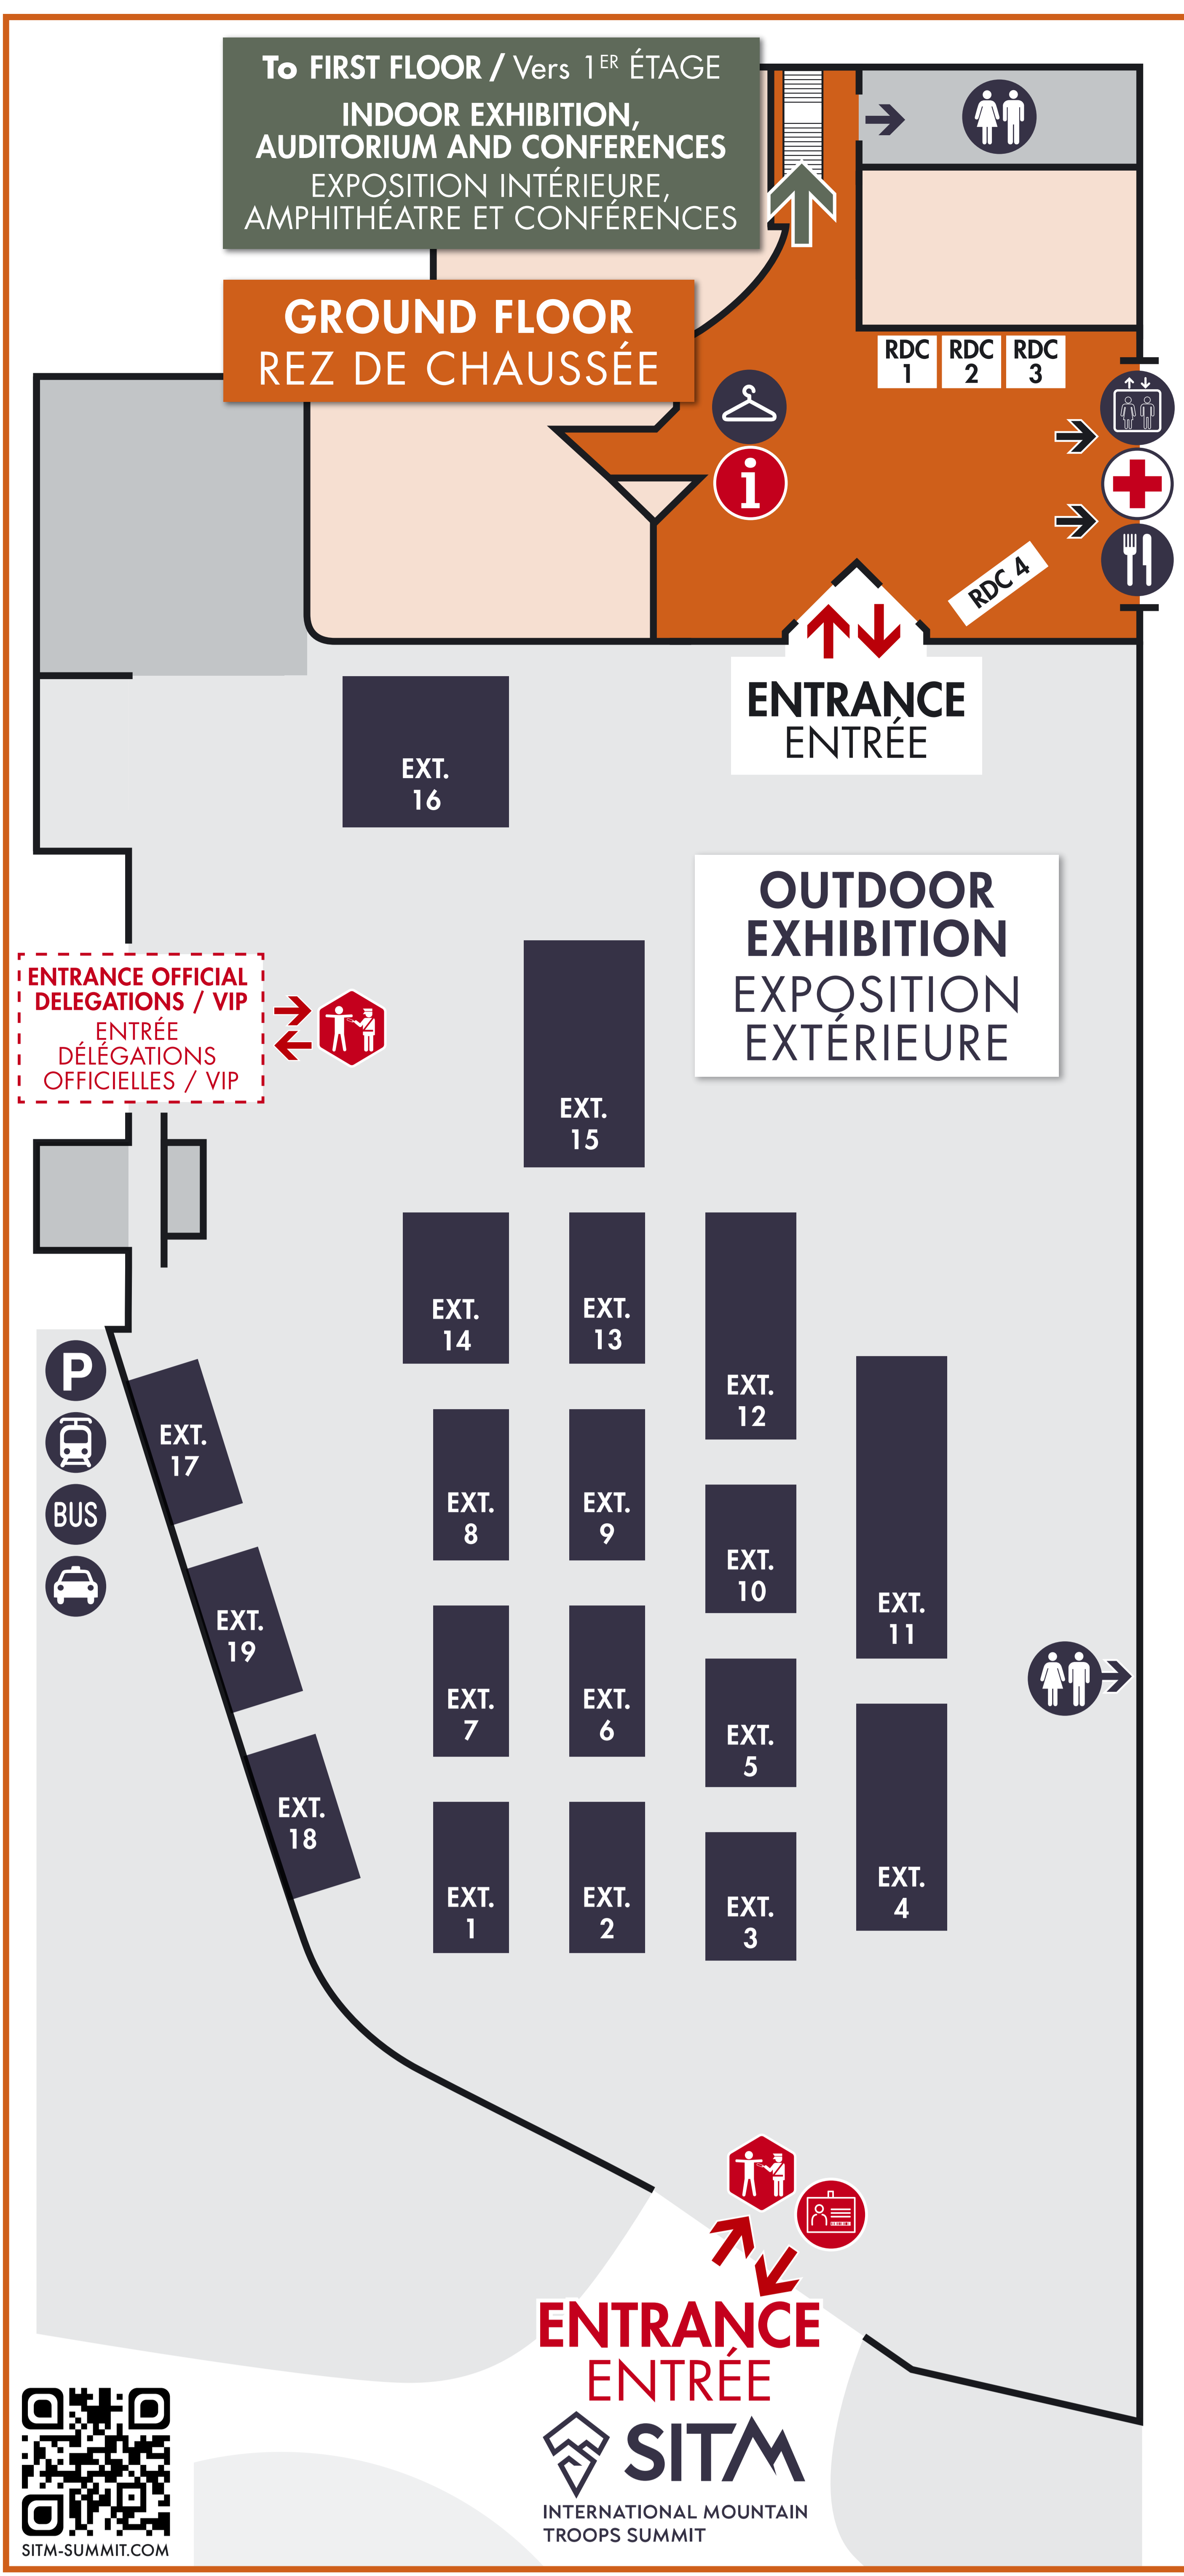 To FIRST FLOOR / Vers 1ER ÉTAGE
INDOOR EXHIBITION,
AUDITORIUM AND CONFERENCES
EXPOSITION INTÉRIEURE,
AMPHITHÉATRE ET CONFÉRENCES
GROUND FLOOR
REZ DE CHAUSSÉE
RDC
1
RDC
2
RDC
3
i
RDC 4
ENTRANCE
ENTRÉE
EXT.
16
OUTDOOR
EXHIBITION
EXPOSITION
EXTÉRIEURE
ENTRANCE OFFICIAL
DELEGATIONS / VIP
ENTRÉE
DÉLÉGATIONS
OFFICIELLES / VIP
EXT.
15
EXT.
14
EXT.
13
EXT.
12
P
BUS
EXT.
17
EXT.
8
EXT.
9
EXT.
10
EXT.
11
EXT.
19
EXT.
7
EXT.
6
EXT.
5
EXT.
18
EXT.
1
EXT.
2
EXT.
3
EXT.
4
ENTRANCE
ENTRÉE
SITM
INTERNATIONAL MOUNTAIN
TROOPS SUMMIT
SITM-SUMMIT.COM